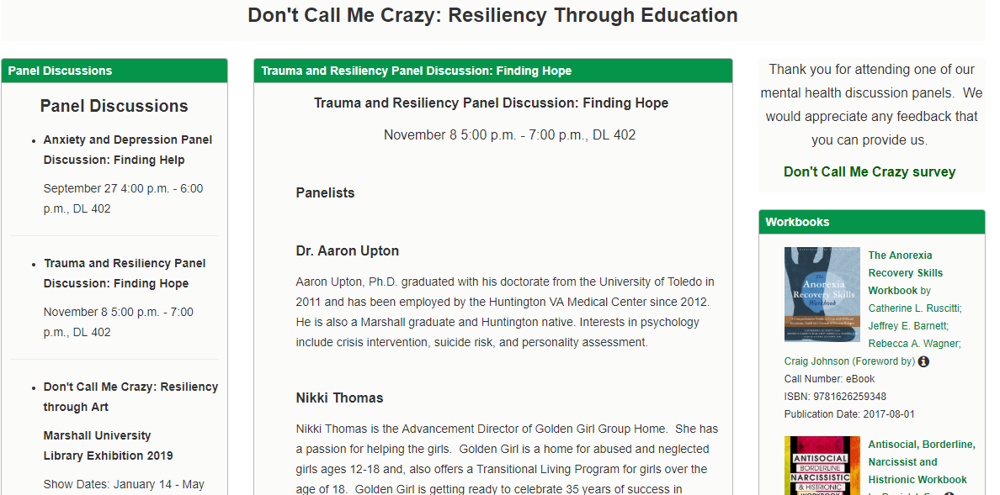 Don't Call Me Crazy: Resiliency Through Education
Panel Discussions
Panel Discussions
Anxiety and Depression Panel
Discussion: Finding Help
September 27 4:00 p.m. - 6:00
p.m., DL 402
Trauma and Resiliency Panel
Discussion: Finding Hope
November 8 5:00 p.m. - 7:00
p.m., DL 402
Don't Call Me Crazy: Resiliency
through Art
Marshall University
Library Exhibition 2019
Show Dates: January 14 - May
Trauma and Resiliency Panel Discussion: Finding Hope
Trauma and Resiliency Panel Discussion: Finding Hope
November 8 5:00 p.m. - 7:00 p.m., DL 402
Panelists
Dr. Aaron Upton
Aaron Upton, Ph.D. graduated with his doctorate from the University of Toledo in
2011 and has been employed by the Huntington VA Medical Center since 2012.
He is also a Marshall graduate and Huntington native. Interests in psychology
include crisis intervention, suicide risk, and personality assessment.
Nikki Thomas
Nikki Thomas is the Advancement Director of Golden Girl Group Home.  She has
a passion for helping the girls.  Golden Girl is a home for abused and neglected
girls ages 12-18 and, also offers a Transitional Living Program for girls over the
age of 18.  Golden Girl is getting ready to celebrate 35 years of success in
Thank you for attending one of our
mental health discussion panels.  We
would appreciate any feedback that
you can provide us.
Don't Call Me Crazy survey
Workbooks
The
Anorexia
Recovery Skills
Workbook
The Anorexia
Recovery Skills
Workbook by
Catherine L. Ruscitti;
Jeffrey E. Barnett;
Rebecca A. Wagner;
Craig Johnson (Foreword by)
Call Number: eBook
ISBN: 9781626259348
Publication Date: 2017-08-01
ANTISOCIAL
BORDERLINE
NARCISSISTIC
& HISTRIONIC
WORKBOOK
Antisocial, Borderline,
Narcissist and
Histrionic Workbook